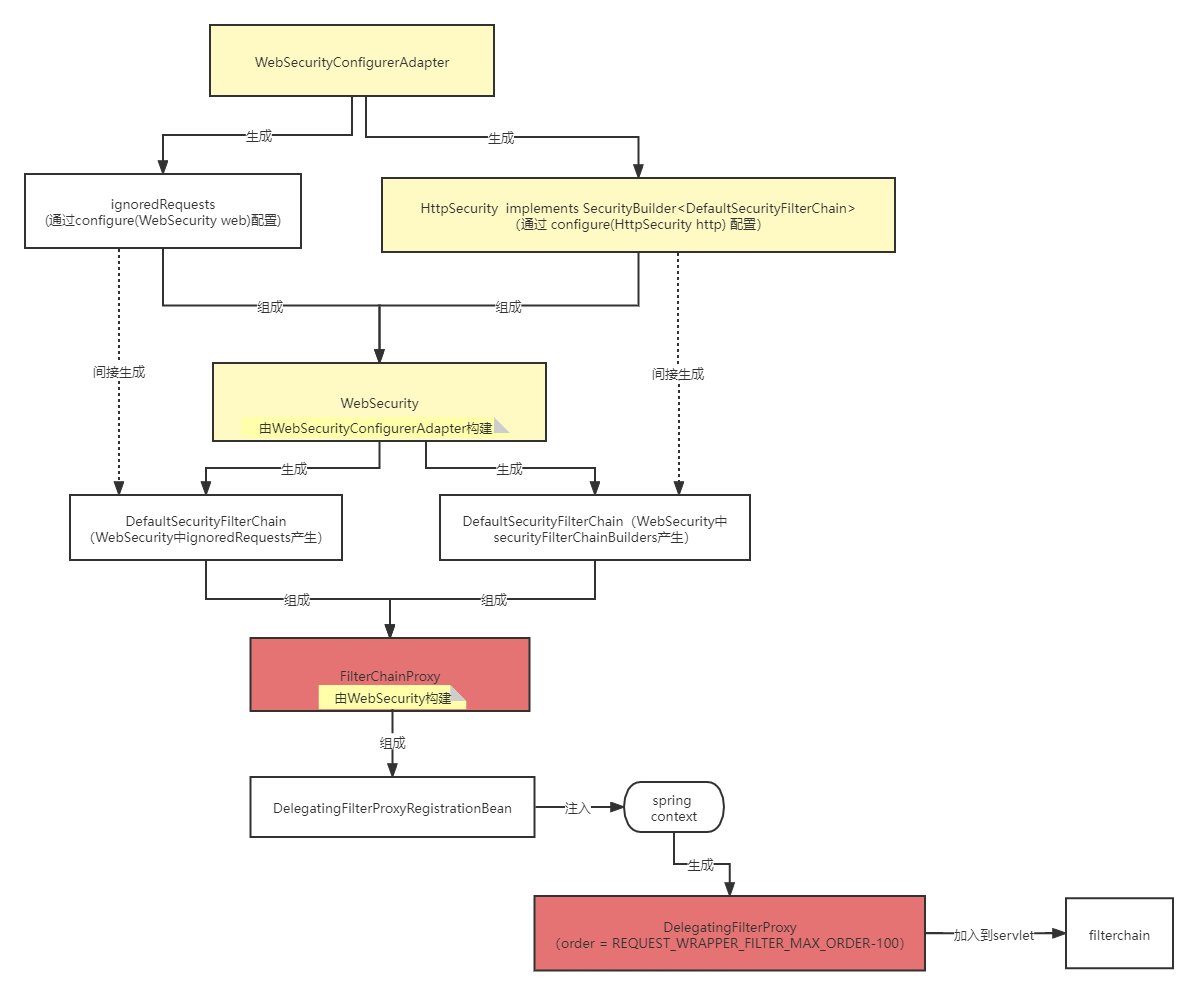 WebSecurityConfigurerAdapter
生成
生成
ignoredRequests
(通过configure(WebSecurity web)配置)
HttpSecurity  implements SecurityBuilder<DefaultSecurityFilterChain>
(通过 configure(HttpSecurity http) 配置)
组成
组成
间接生成
间接生成
WebSecurity
由WebSecurityConfigurerAdapter构建
生成
生成
DefaultSecurityFilterChain
（WebSecurity中ignoredRequests产生）
DefaultSecurityFilterChain（WebSecurity中
securityFilterChainBuilders产生）
组成
组成
FilterChainProxy
由WebSecurity构建
组成
DelegatingFilterProxyRegistrationBean
注入
spring
context
生成
DelegatingFilterProxy
（order = REQUEST_WRAPPER_FILTER_MAX_ORDER-100）
加入到servlet
filterchain